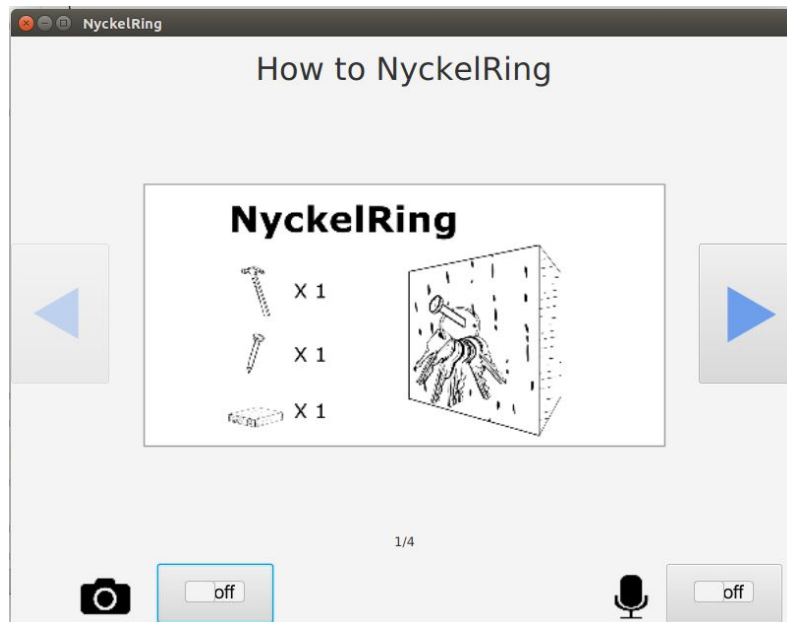 NyckelRing
How to NyckelRing
NyckelRing
X 1
X 1
X 1
1/4
off
off